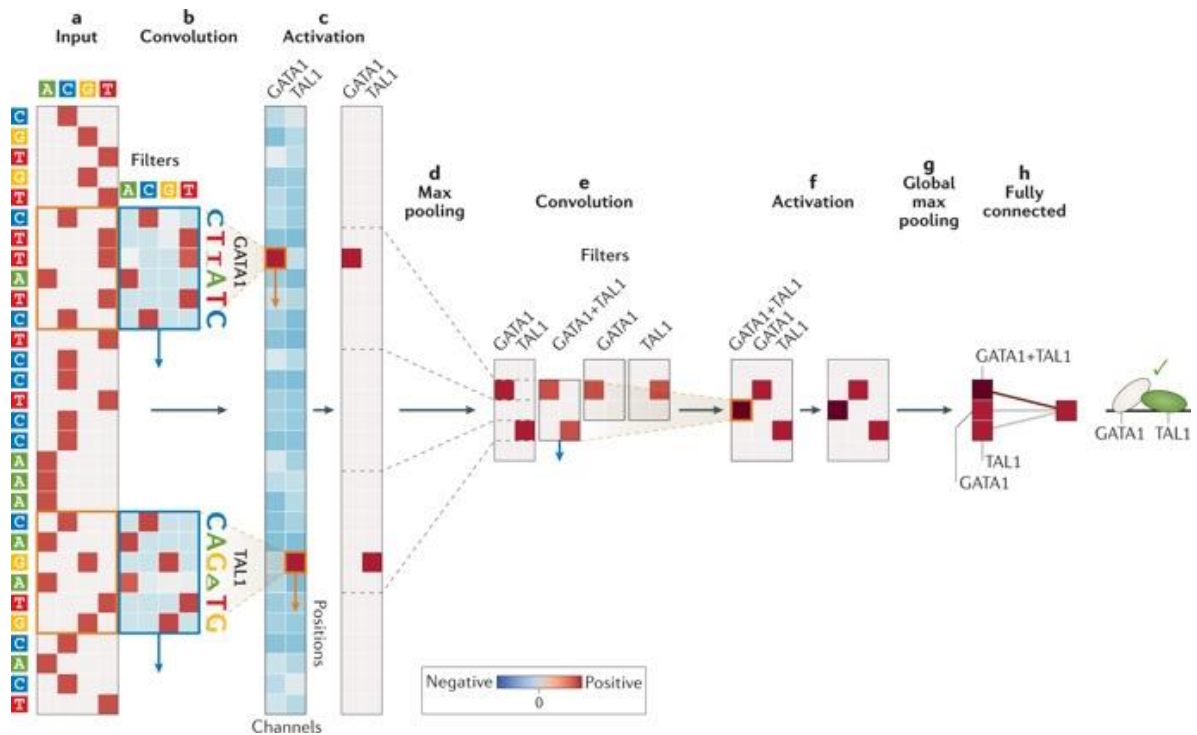 a
Input
b
Convolution
c
Activation
d
Max
pooling
e
Convolution
f
Activation
g
Global
max
pooling
h
Fully
connected
A C G T
C
G
T
G
T
C
T
T
A
T
C
T
C
C
T
C
C
A
A
A
C
A
G
A
T
G
C
A
C
T
Filters
A C G T
CTTATC
GATA1
CAGATG
TAL1
GATA1
TAL1
Positions
Channels
GATA1
TAL1
Filters
GATA1
TAL1
GATA1+TAL1
GATA1
TAL1
GATA1+TAL1
GATA1
TAL1
GATA1+TAL1
TAL1
GATA1
GATA1 TAL1
✓
Negative Positive
0